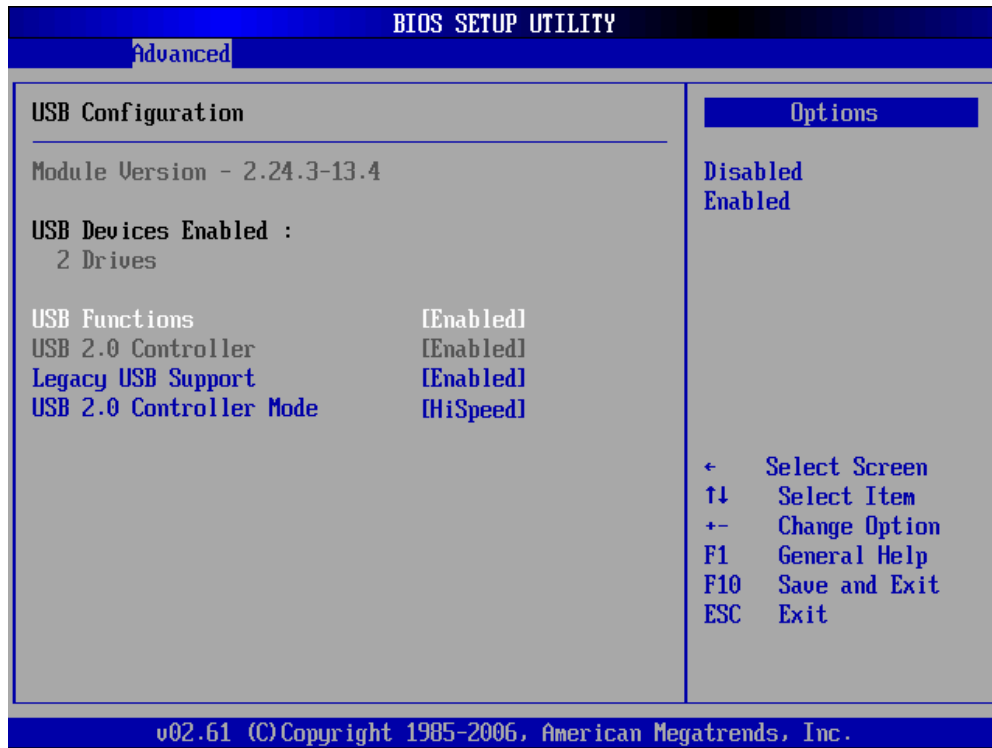 BIOS SETUP UTILITY
Advanced
USB Configuration
Module Version - 2.24.3-13.4
USB Devices Enabled :
2 Drives
USB Functions [Enabled]
USB 2.0 Controller [Enabled]
Legacy USB Support [Enabled]
USB 2.0 Controller Mode [HiSpeed]
Options
Disabled
Enabled
← Select Screen
↑↓ Select Item
+- Change Option
F1 General Help
F10 Save and Exit
ESC Exit
v02.61 (C)Copyright 1985-2006, American Megatrends, Inc.